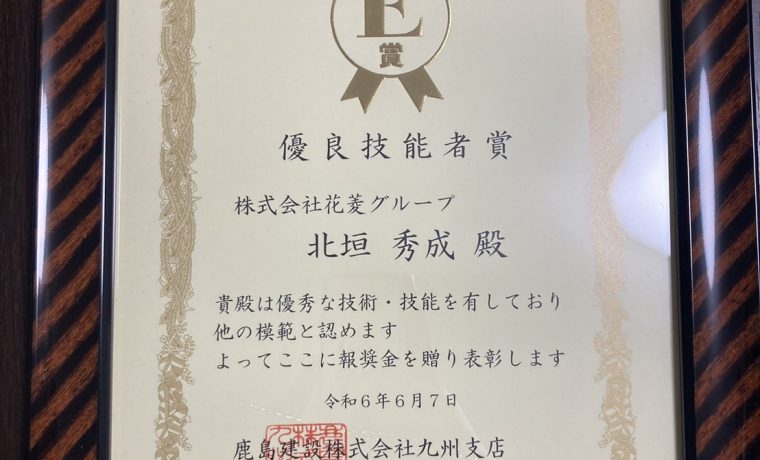 E
賞
優良技能者賞
株式会社花菱グループ
北垣 秀成 殿
貴殿は優秀な技術・技能を有しており
他の模範と認めます
よってここに報奨金を贈り表彰します
令和6年6月7日
鹿島建設株式会社九州支店